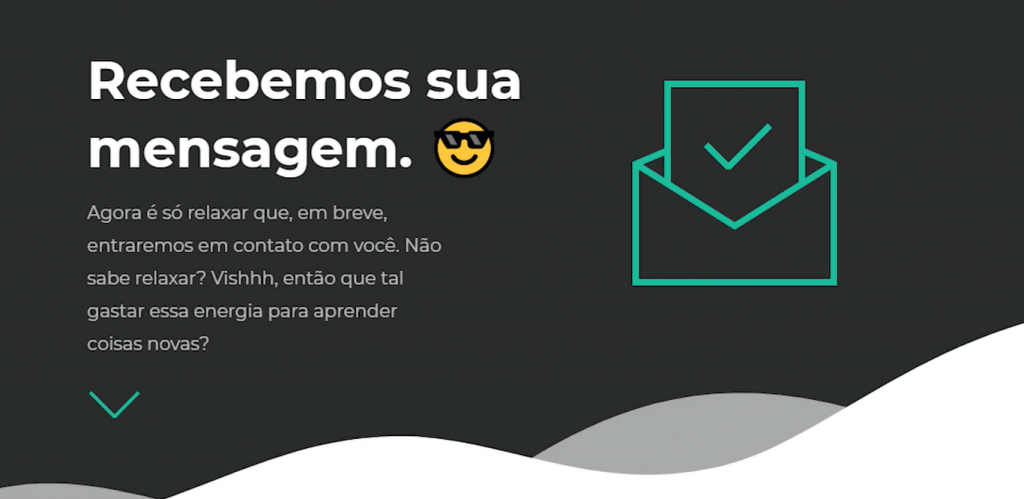 Recebemos sua
mensagem. 😎
Agora é só relaxar que, em breve,
entraremos em contato com você. Não
sabe relaxar? Vishhh, então que tal
gastar essa energia para aprender
coisas novas?